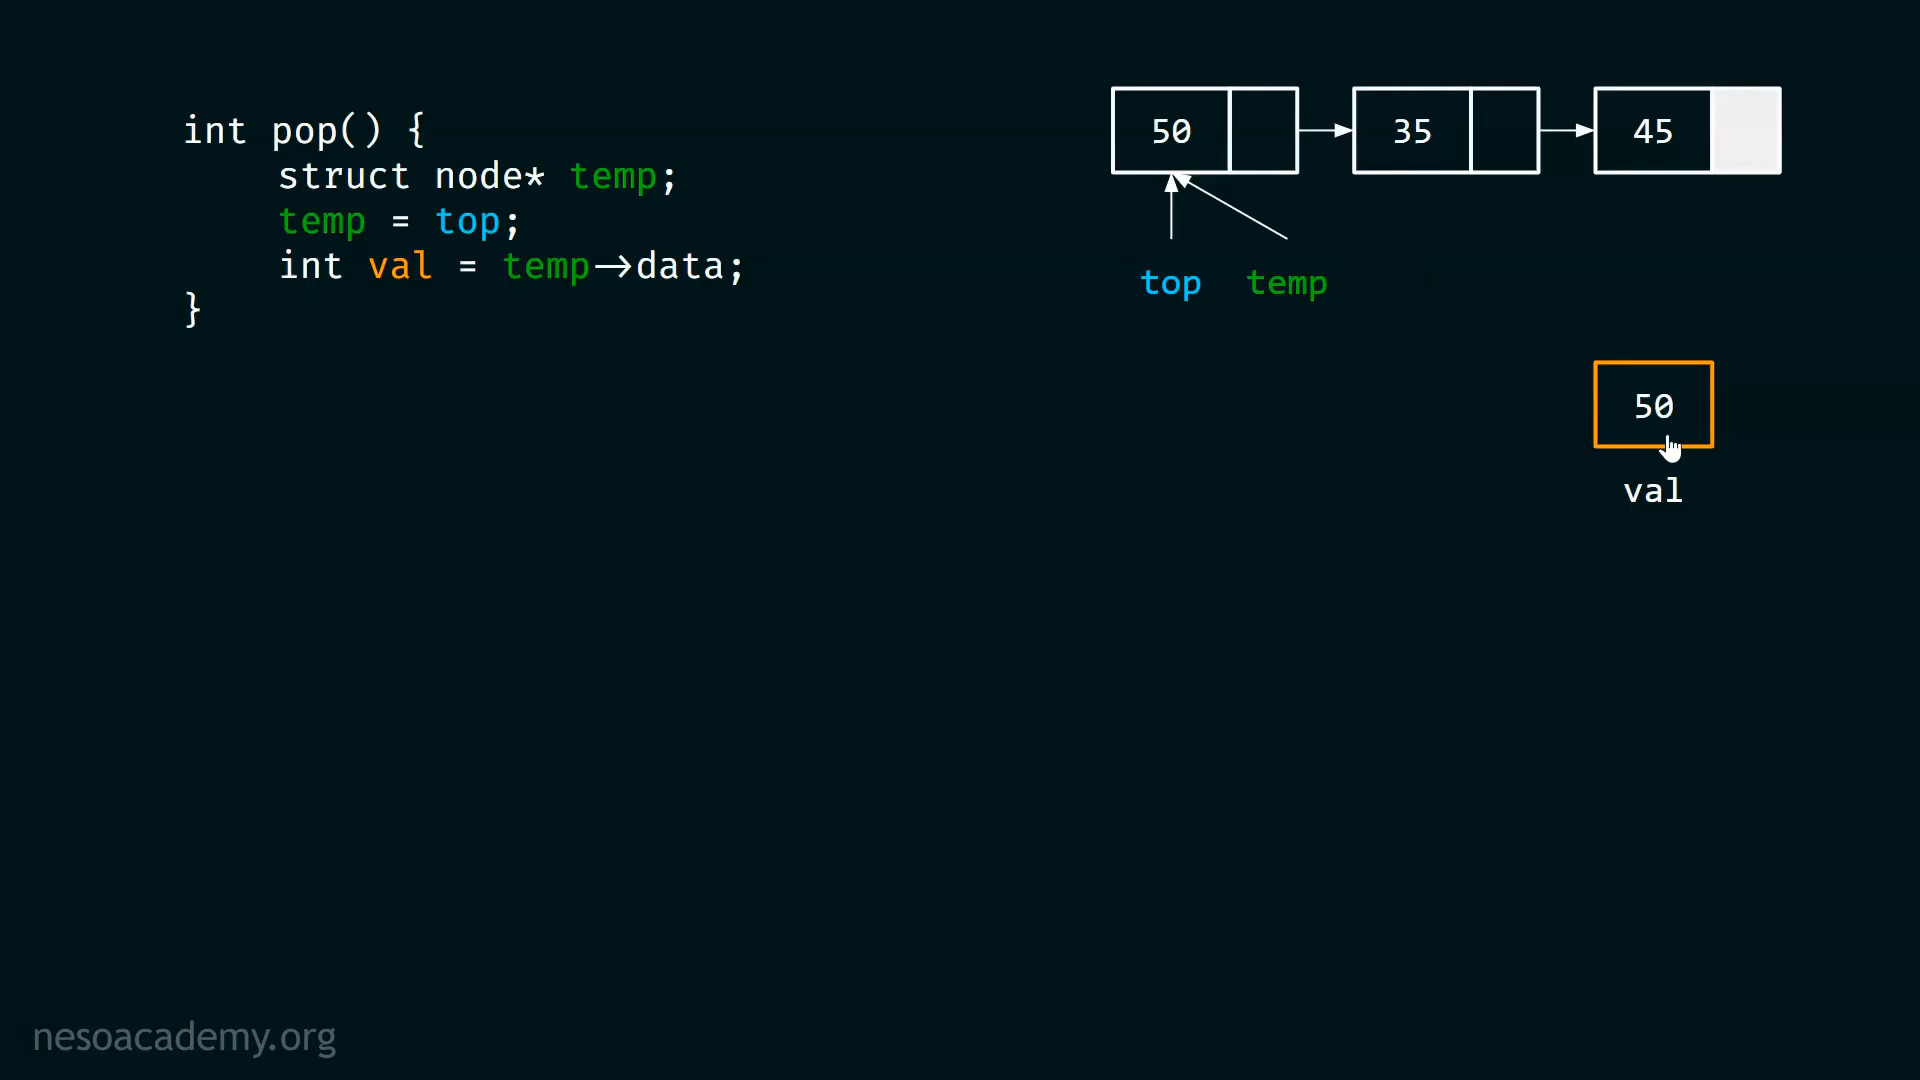 int pop() {
struct node* temp;
temp = top;
int val = temp→data;
}
50 35 45
top temp
50
val
nesoacademy.org